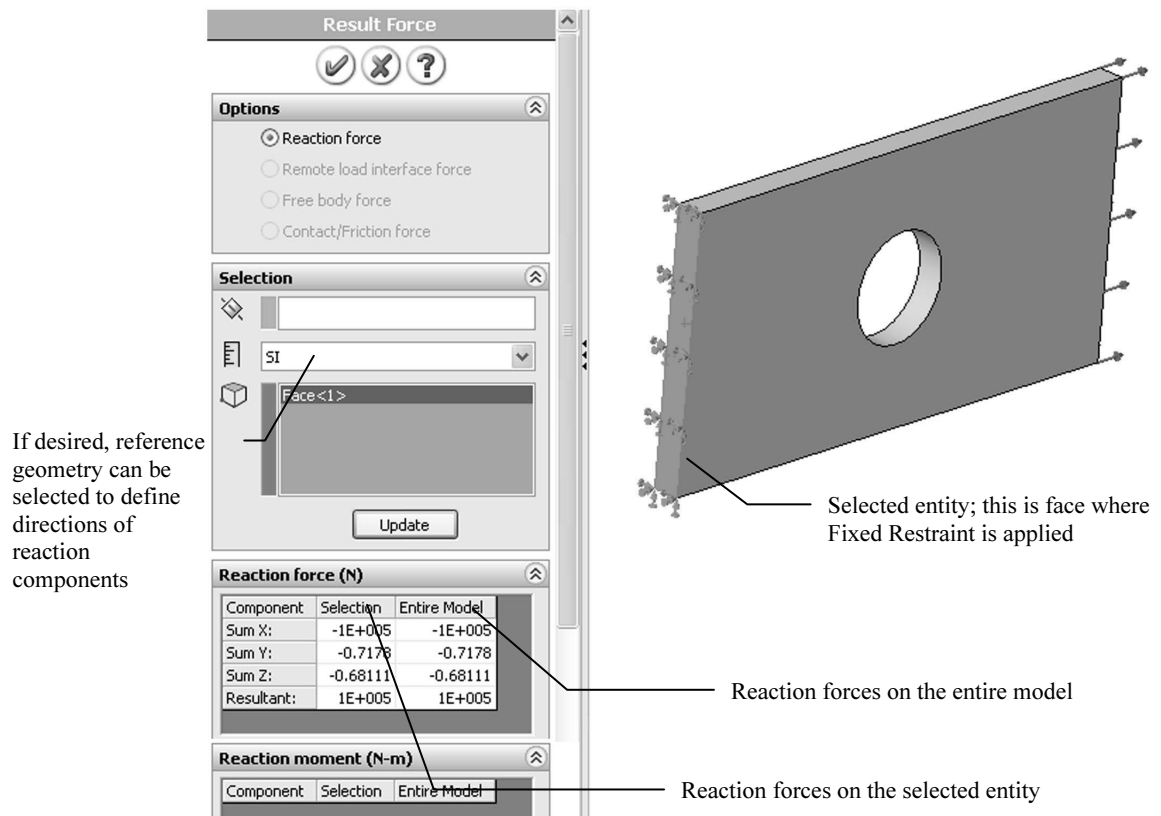 Result Force
?
Options
Reaction force
Remote load interface force
Free body force
Contact/Friction force
Selection
SI
Face<1>
Update
If desired, reference
geometry can be
selected to define
directions of
reaction
components
Selected entity; this is face where
Fixed Restraint is applied
Reaction force (N)
Component Selection Entire Model
Sum X: -1E+005 -1E+005
Sum Y: -0.7178 -0.7178
Sum Z: -0.68111 -0.68111
Resultant: 1E+005 1E+005
Reaction forces on the entire model
Reaction moment (N-m)
Component Selection Entire Model
Reaction forces on the selected entity